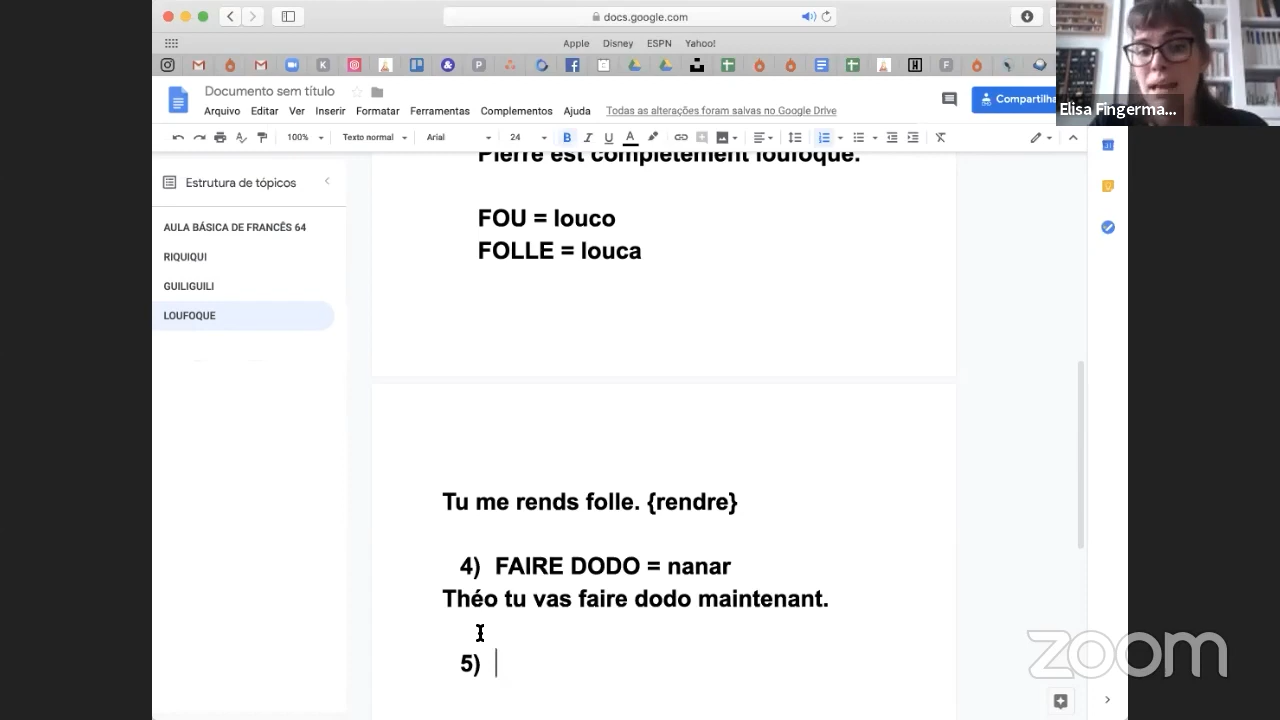 docs.google.com
Apple Disney ESPN Yahoo!
Documento sem título
Arquivo Editar Ver Inserir Formatar Ferramentas Complementos Ajuda Todas as alterações foram salvas no Google Drive
Compartilha
100% Texto normal Arial 24
Elisa Fingerma...
Estrutura de tópicos
AULA BÁSICA DE FRANCÊS 64
RIQUIQUI
GUILIGUILI
LOUFOQUE
Pierre est complètement loufoque.
FOU = louco
FOLLE = louca
Tu me rends folle. {rendre}
4) FAIRE DODO = nanar
Théo tu vas faire dodo maintenant.
5)
zoom